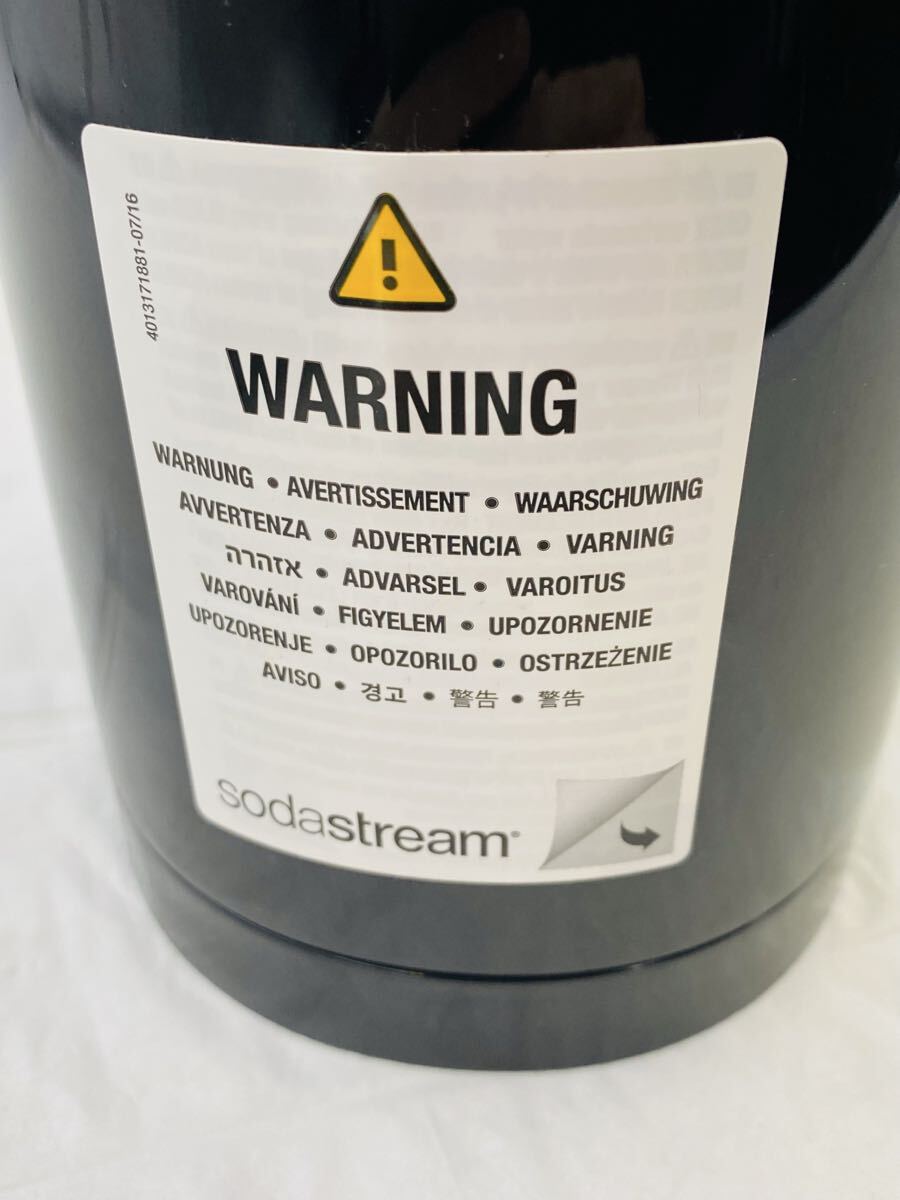 4013171881-07/16
WARNING
WARNUNG • AVERTISSEMENT • WAARSCHUWING
AVVERTENZA • ADVERTENCIA • VARNING
אזהרה • ADVARSEL • VAROITUS
VAROVÁNÍ • FIGYELEM • UPOZORNENIE
UPOZORENJE • OPOZORILO • OSTRZEŻENIE
AVISO • 경고 • 警告 • 警告
sodastream®